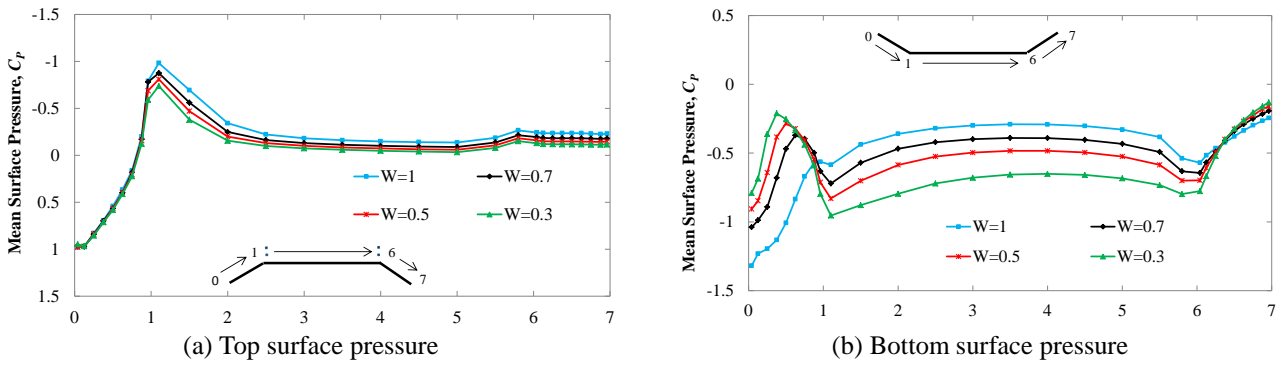 Mean Surface Pressure, C_P
-1.5
-1
-0.5
0
0.5
1
1.5
W=1
W=0.7
W=0.5
W=0.3
0
1
6
7
0 1 2 3 4 5 6 7
(a) Top surface pressure
Mean Surface Pressure, C_P
0.5
0
-0.5
-1
-1.5
0
1
6
7
W=1
W=0.7
W=0.5
W=0.3
0 1 2 3 4 5 6 7
(b) Bottom surface pressure